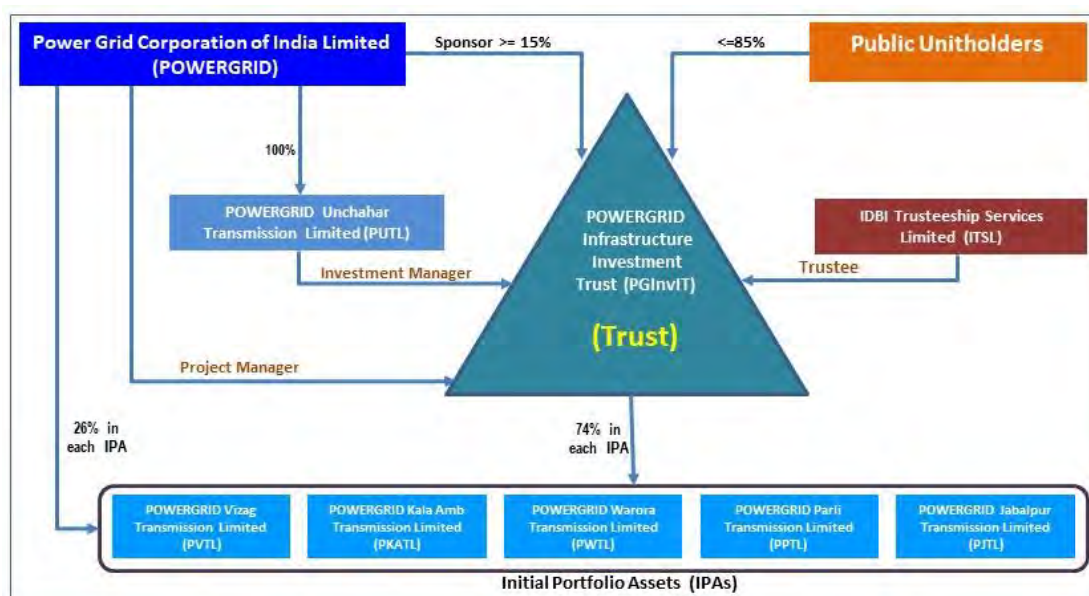 Power Grid Corporation of India Limited
(POWERGRID)
Sponsor >= 15%
<=85%
Public Unitholders
100%
POWERGRID Unchahar
Transmission Limited (PUTL)
Investment Manager
POWERGRID
Infrastructure
Investment
Trust (PGInvIT)
(Trust)
IDBI Trusteeship Services
Limited (ITSL)
Trustee
Project Manager
26% in
each IPA
74% in
each IPA
POWERGRID Vizag
Transmission Limited
(PVTL)
POWERGRID Kala Amb
Transmission Limited
(PKATL)
POWERGRID Warora
Transmission Limited
(PWTL)
POWERGRID Parli
Transmission Limited
(PPTL)
POWERGRID Jabalpur
Transmission Limited
(PJTL)
Initial Portfolio Assets (IPAs)